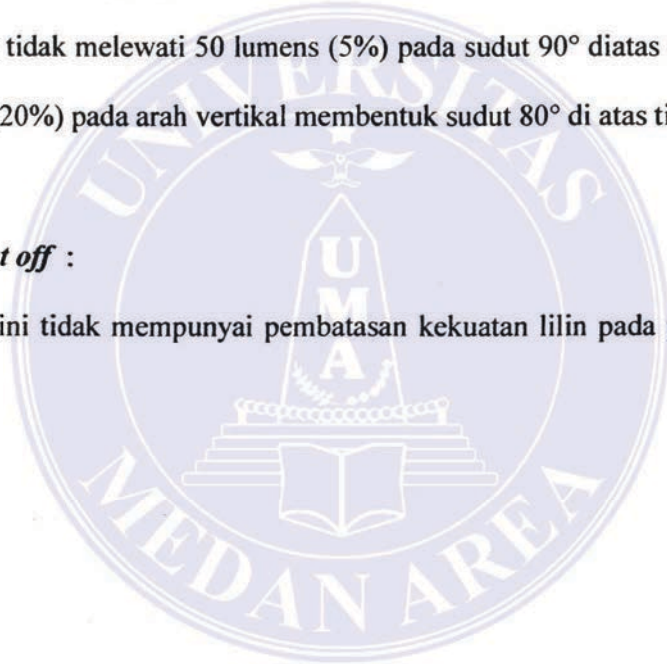 tidak melewati 50 lumens (5%) pada sudut 90° diatas
20%) pada arah vertikal membentuk sudut 80° di atas ti
t off :
ini tidak mempunyai pembatasan kekuatan lilin pada
UNIVERSITAS
UMA
MEDAN AREA